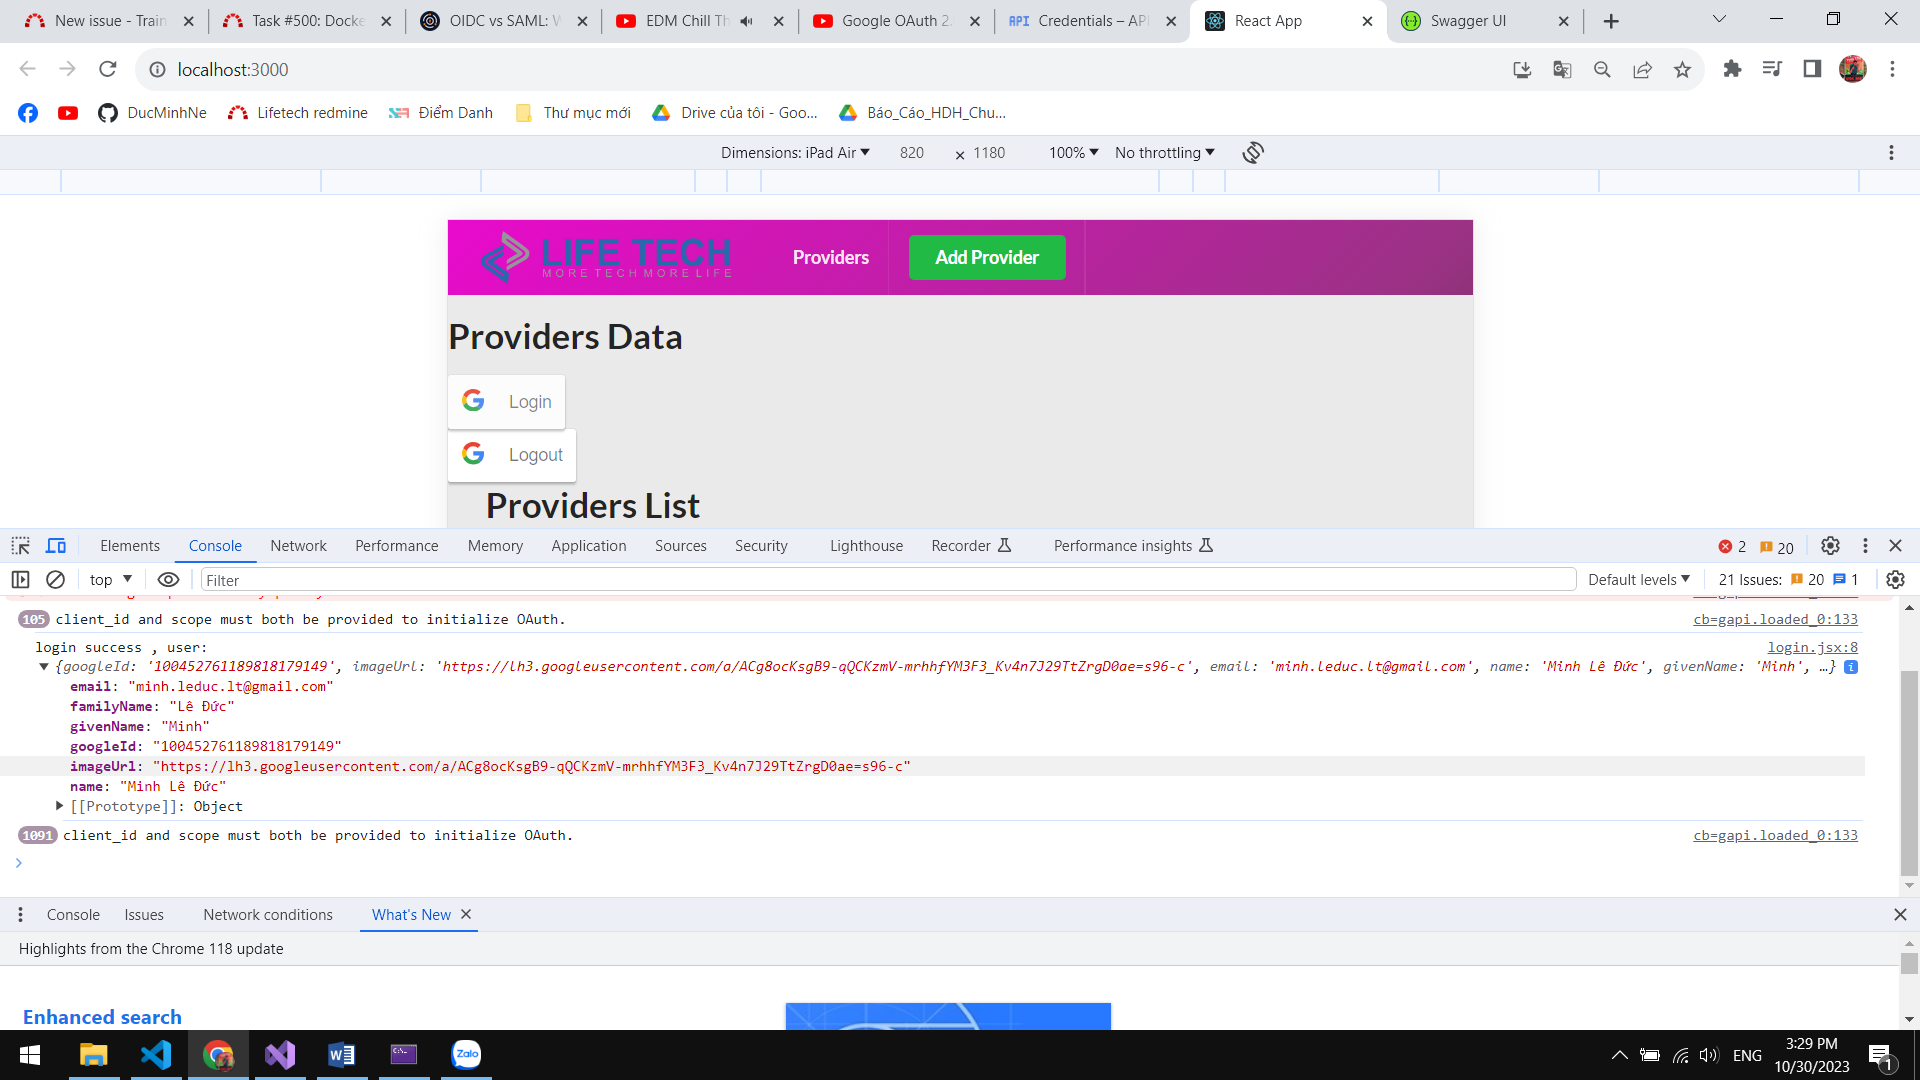 New issue - Train
Task #500: Docke
OIDC vs SAML: W
EDM Chill Th
Google OAuth 2.
Credentials – API
React App
Swagger UI
localhost:3000
DucMinhNe
Lifetech redmine
Điểm Danh
Thư mục mới
Drive của tôi - Goo...
Báo_Cáo_HDH_Chu...
Dimensions: iPad Air
820 × 1180
100%
No throttling
LIFE TECH
MORE TECH MORE LIFE
Providers
Add Provider
Providers Data
Login
Logout
Providers List
Elements
Console
Network
Performance
Memory
Application
Sources
Security
Lighthouse
Recorder
Performance insights
2
20
top
Filter
Default levels
21 Issues: 20 1
105 client_id and scope must both be provided to initialize OAuth. cb=gapi.loaded_0:133
login success , user: login.jsx:8
{googleId: '100452761189818179149', imageUrl: 'https://lh3.googleusercontent.com/a/ACg8ocKsgB9-qQCKzmV-mrhhfYM3F3_Kv4n7J29TtZrgD0ae=s96-c', email: 'minh.leduc.lt@gmail.com', name: 'Minh Lê Đức', givenName: 'Minh', …}
email: "minh.leduc.lt@gmail.com"
familyName: "Lê Đức"
givenName: "Minh"
googleId: "100452761189818179149"
imageUrl: "https://lh3.googleusercontent.com/a/ACg8ocKsgB9-qQCKzmV-mrhhfYM3F3_Kv4n7J29TtZrgD0ae=s96-c"
name: "Minh Lê Đức"
[[Prototype]]: Object
1091 client_id and scope must both be provided to initialize OAuth. cb=gapi.loaded_0:133
Console
Issues
Network conditions
What's New
Highlights from the Chrome 118 update
Enhanced search
Zalo
ENG
3:29 PM
10/30/2023
1